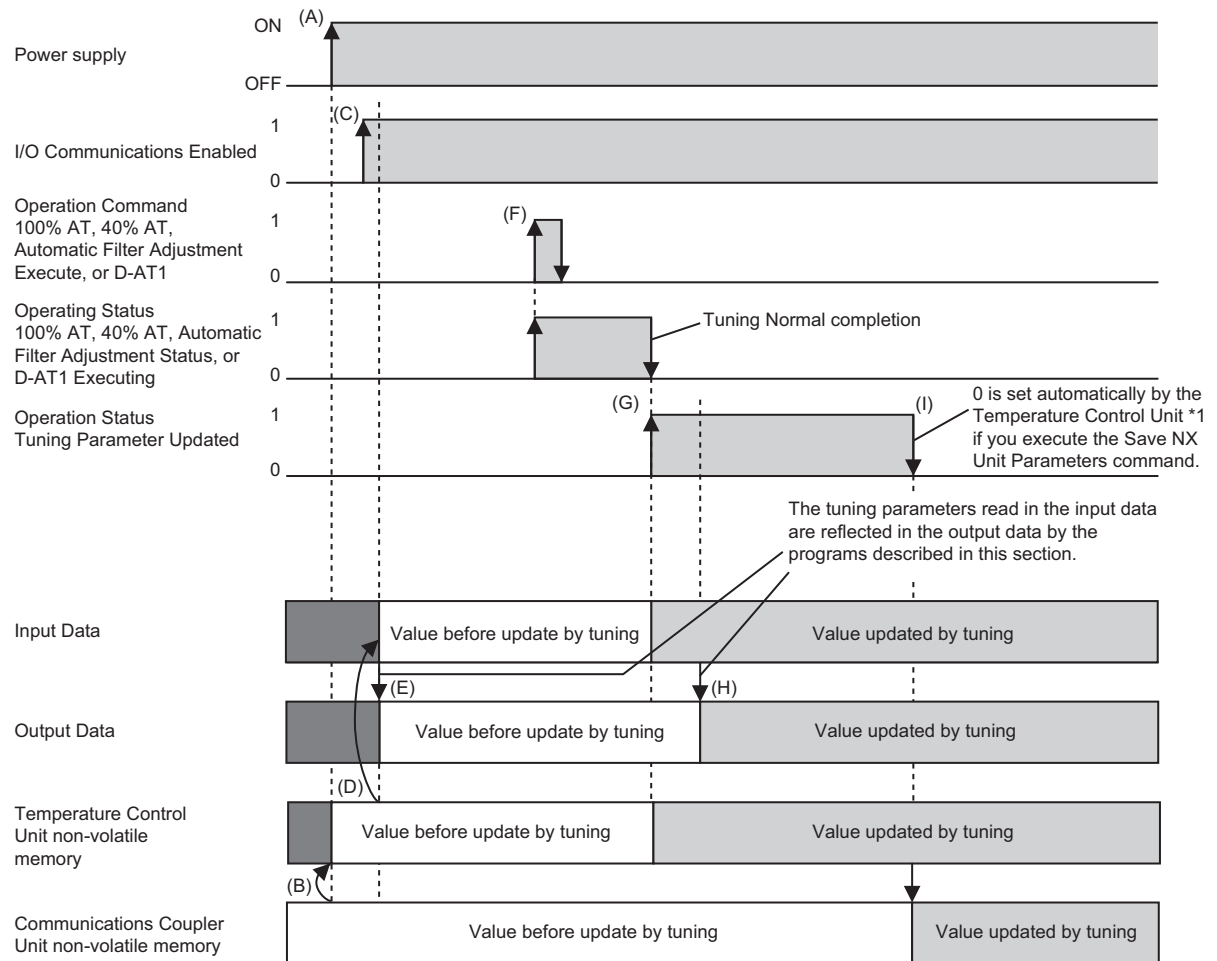 ON
(A)
Power supply
OFF
1
(C)
I/O Communications Enabled
0
Operation Command
100% AT, 40% AT,
Automatic Filter Adjustment
Execute, or D-AT1
1
(F)
0
Operating Status
100% AT, 40% AT, Automatic
Filter Adjustment Status, or
D-AT1 Executing
1
Tuning Normal completion
0
Operation Status
Tuning Parameter Updated
1
(G)
(I)
0 is set automatically by the
Temperature Control Unit *1
if you execute the Save NX
Unit Parameters command.
0
The tuning parameters read in the input data
are reflected in the output data by the
programs described in this section.
Input Data
Value before update by tuning
Value updated by tuning
(E)
(H)
Output Data
Value before update by tuning
Value updated by tuning
(D)
Temperature Control
Unit non-volatile
memory
Value before update by tuning
Value updated by tuning
(B)
Communications Coupler
Unit non-volatile memory
Value before update by tuning
Value updated by tuning